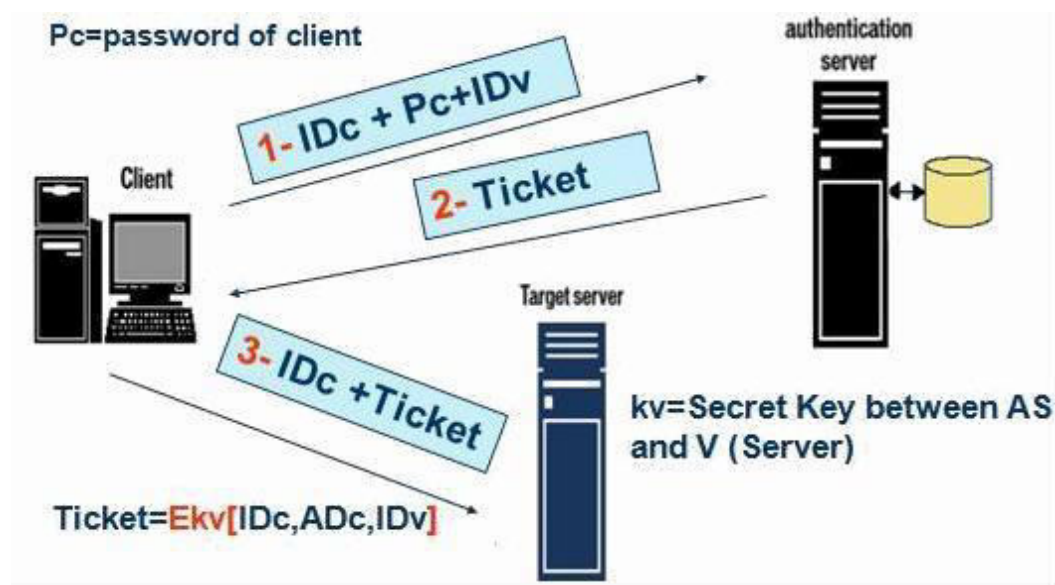 Pc=password of client
authentication
server
1- IDc + Pc+IDv
Client
2- Ticket
Target server
3- IDc +Ticket
kv=Secret Key between AS
and V (Server)
Ticket=Ekv[IDc,ADc,IDv]